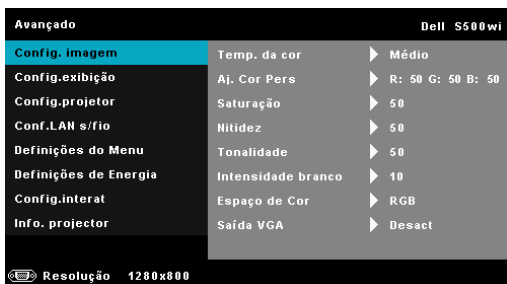 Avançado Dell S500wi
Config. imagem
Config.exibição
Config.projetor
Conf.LAN s/fio
Definições do Menu
Definições de Energia
Config.interat
Info. projector
Temp. da cor Médio
Aj. Cor Pers R: 50 G: 50 B: 50
Saturação 50
Nitidez 50
Tonalidade 50
Intensidade branco 10
Espaço de Cor RGB
Saída VGA Desact
Resolução 1280x800